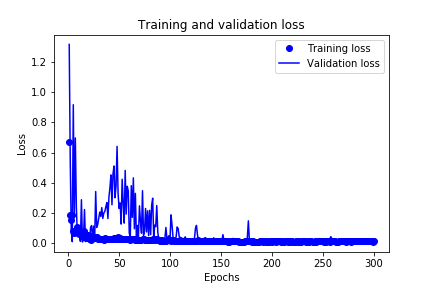 Training and validation loss
Training loss
Validation loss
1.2
1.0
0.8
0.6
0.4
0.2
0.0
Loss
0 50 100 150 200 250 300
Epochs